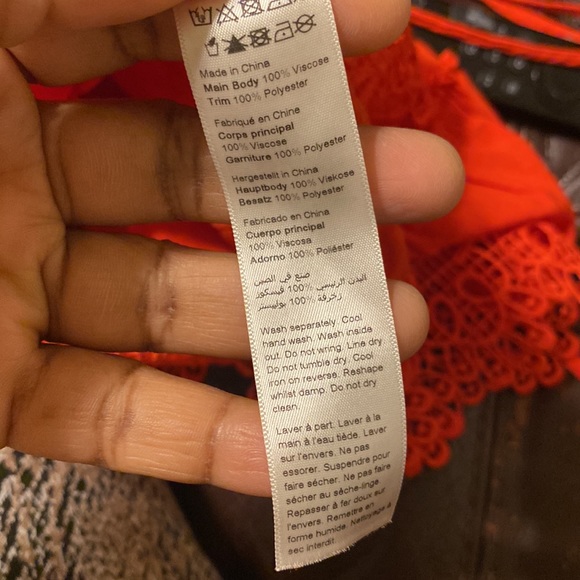 Made in China
Main Body 100% Viscose
Trim 100% Polyester
Fabriqué en Chine
Corps principal
100% Viscose
Garniture 100% Polyester
Hergestellt in China
Hauptbody 100% Viskose
Besatz 100% Polyester
Fabricado en China
Cuerpo principal
100% Viscosa
Adorno 100% Poliéster
صنع في الصين
البدن الرئيسي 100% فيسكوز
زخرفة 100% بوليستر
Wash separately. Cool
hand wash. Wash inside
out. Do not wring. Line dry
Do not tumble dry. Cool
iron on reverse. Reshape
whilst damp. Do not dry
clean.
Laver à part. Laver à la
main à l'eau tiède. Laver
sur l'envers. Ne pas
essorer. Suspendre pour
faire sécher. Ne pas faire
sécher au sèche-linge
Repasser à fer doux sur
l'envers. Remettre en
forme humide. Nettoyage à
sec interdit.